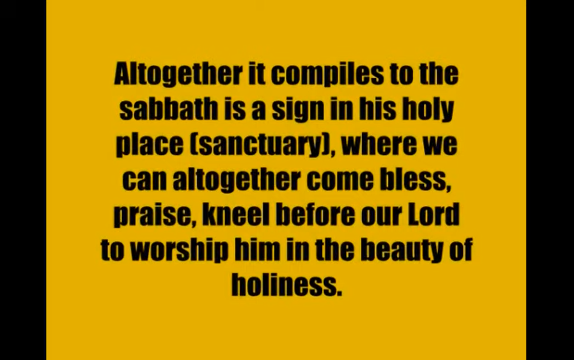 Altogether it compiles to the
sabbath is a sign in his holy
place (sanctuary), where we
can altogether come bless,
praise, kneel before our Lord
to worship him in the beauty of
holiness.